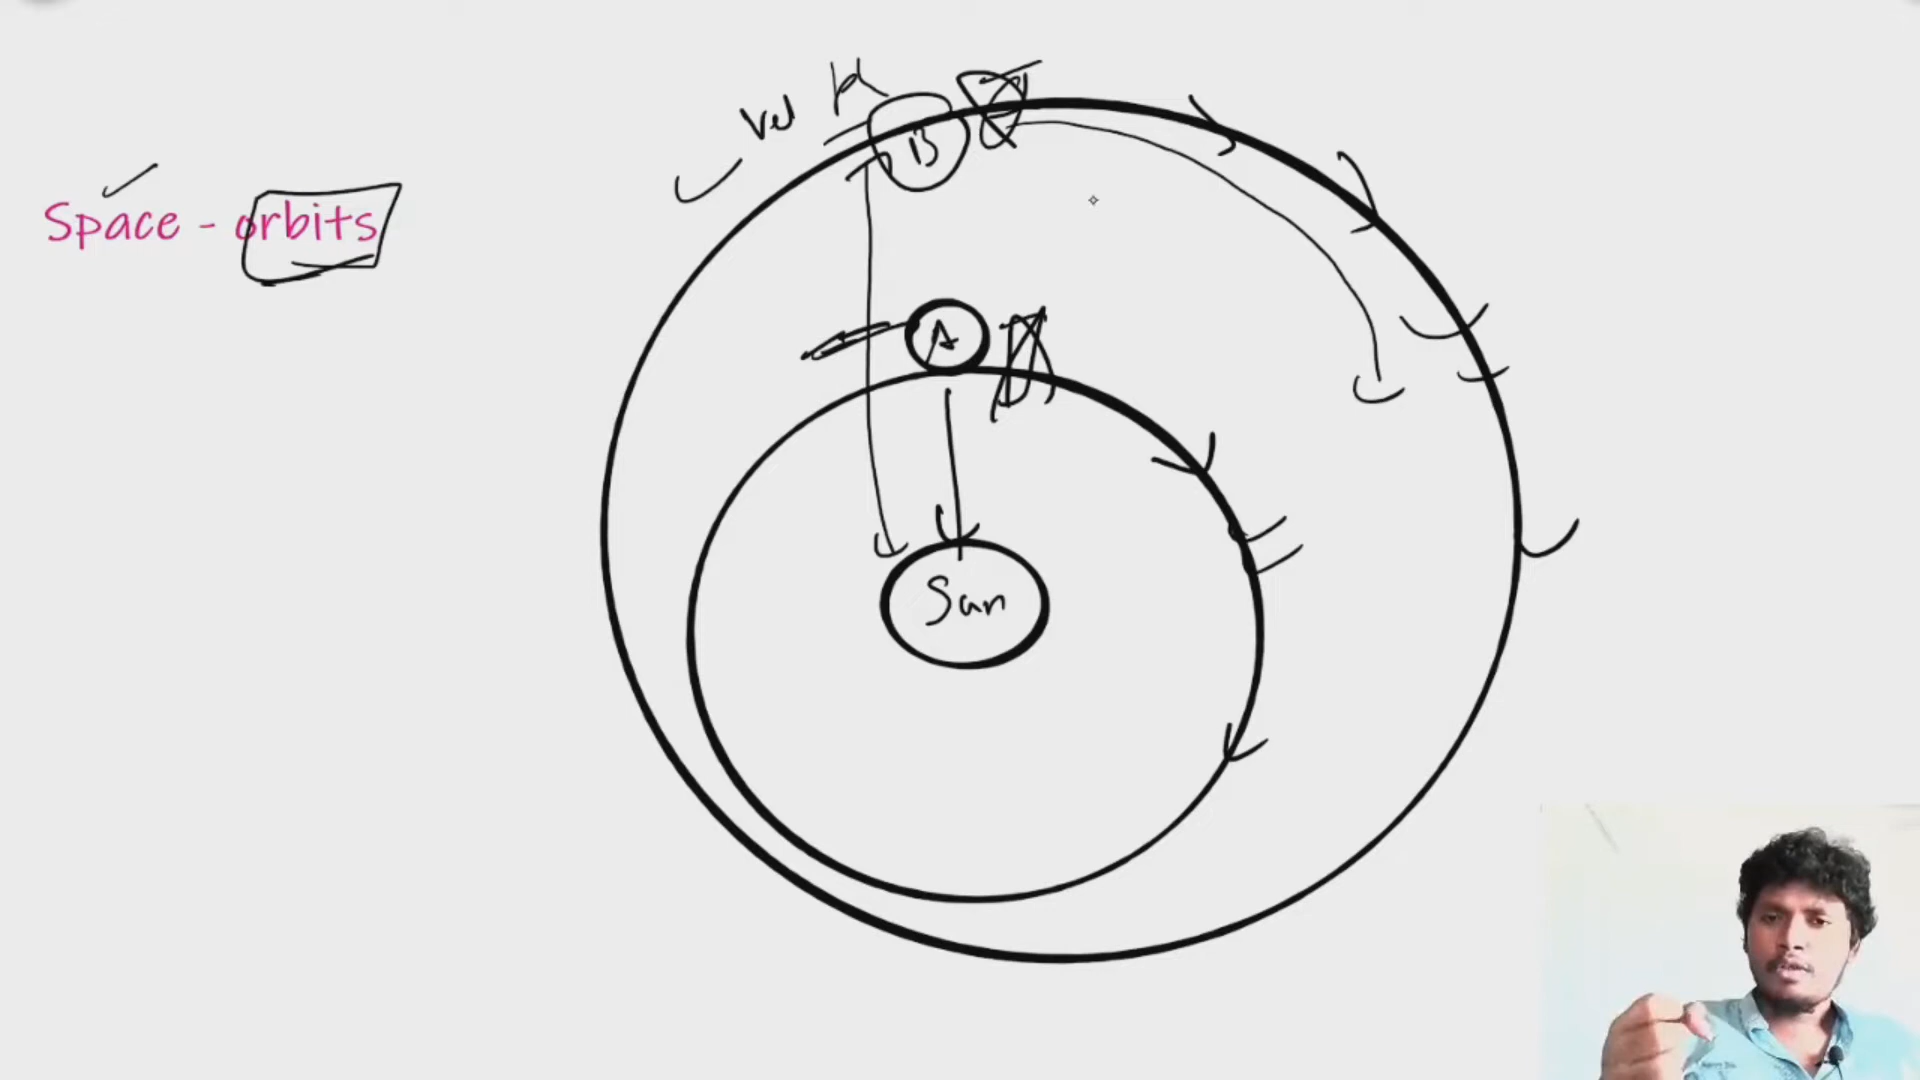 Vel
B
Space - orbits
A
Sun